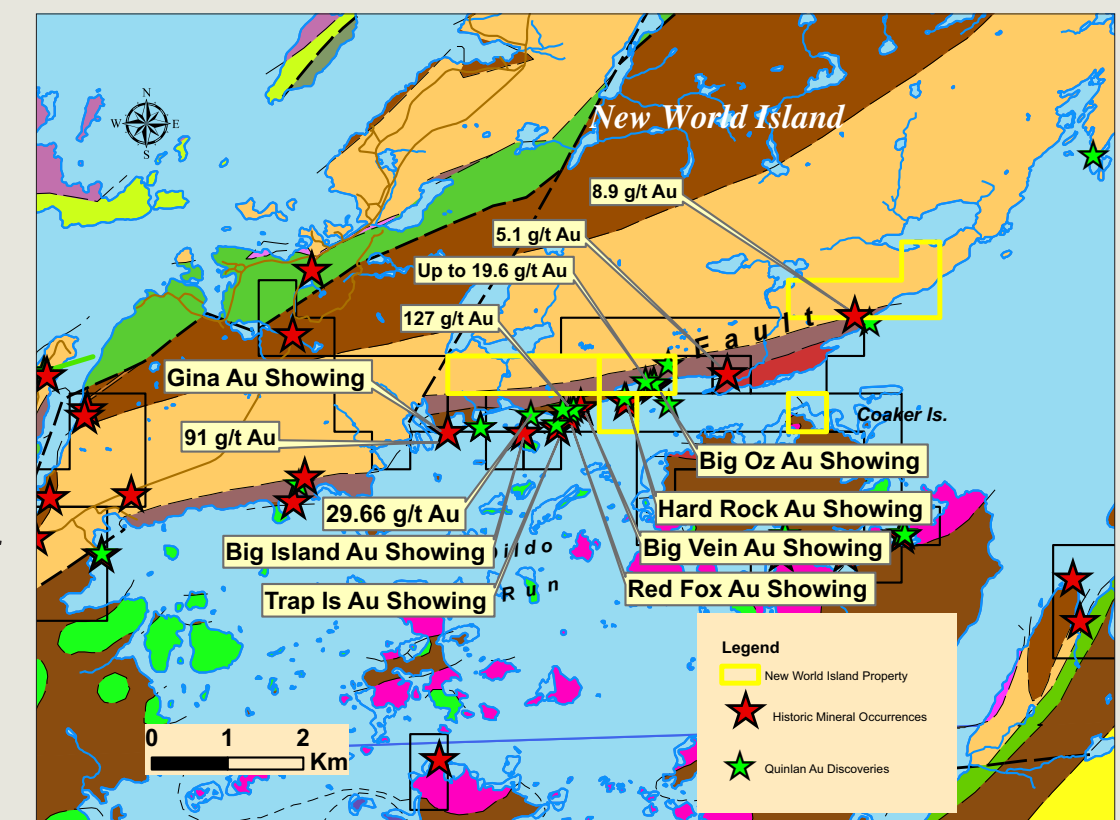 N
W E
S
New World Island
8.9 g/t Au
5.1 g/t Au
Up to 19.6 g/t Au
127 g/t Au
Fault
Gina Au Showing
Coaker Is.
91 g/t Au
Big Oz Au Showing
29.66 g/t Au
Hard Rock Au Showing
Big Island Au Showing
ildo
Big Vein Au Showing
Run
Trap Is Au Showing
Red Fox Au Showing
Legend
New World Island Property
Historic Mineral Occurrences
Quinlan Au Discoveries
0 1 2
Km